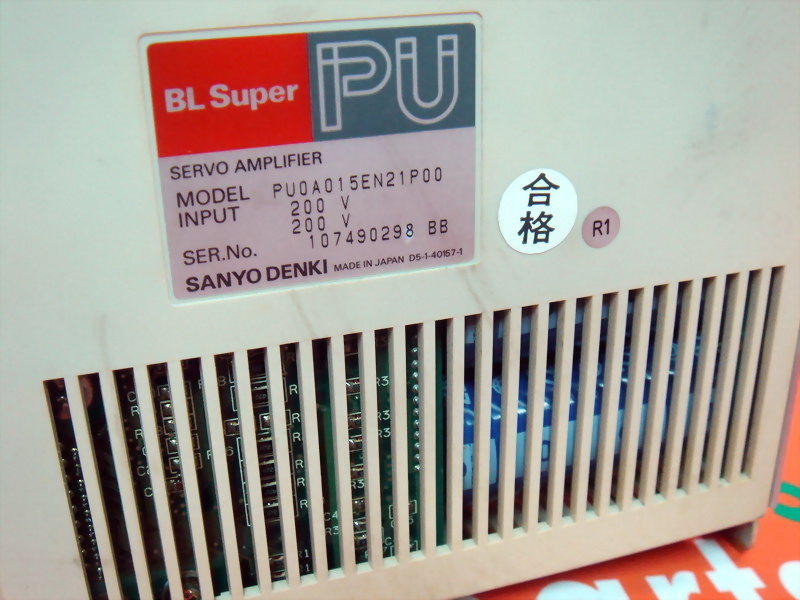 BL Super PU
SERVO AMPLIFIER
MODEL PU0A015EN21P00
INPUT 200 V
200 V
SER.No. 107490298 BB
SANYO DENKI MADE IN JAPAN D5-1-40157-1
合格
R1